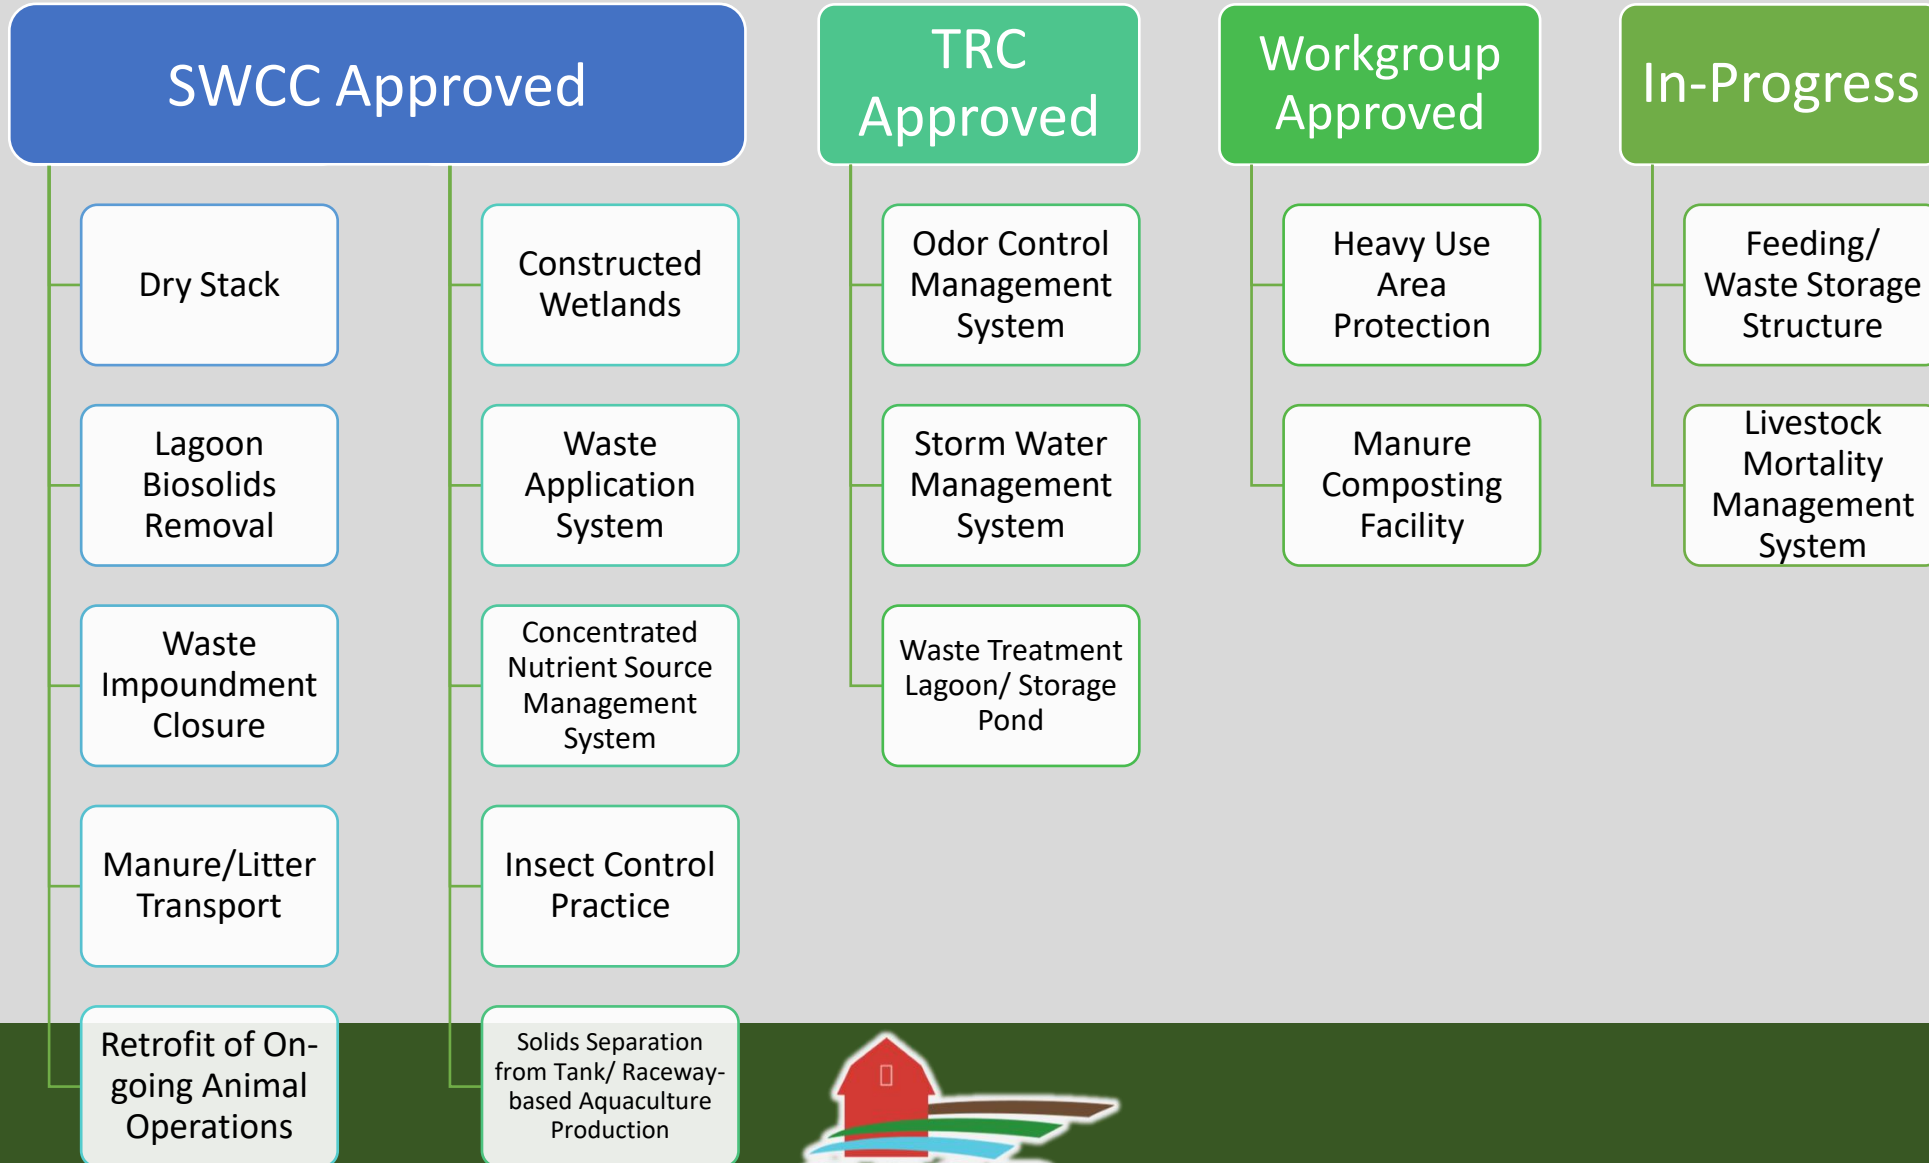 SWCC Approved
Dry Stack
Lagoon
Biosolids
Removal
Waste
Impoundment
Closure
Manure/Litter
Transport
Retrofit of On-
going Animal
Operations
Constructed
Wetlands
Waste
Application
System
Concentrated
Nutrient Source
Management
System
Insect Control
Practice
Solids Separation
from Tank/ Raceway-
based Aquaculture
Production
TRC
Approved
Odor Control
Management
System
Storm Water
Management
System
Waste Treatment
Lagoon/ Storage
Pond
Workgroup
Approved
Heavy Use
Area
Protection
Manure
Composting
Facility
In-Progress
Feeding/
Waste Storage
Structure
Livestock
Mortality
Management
System